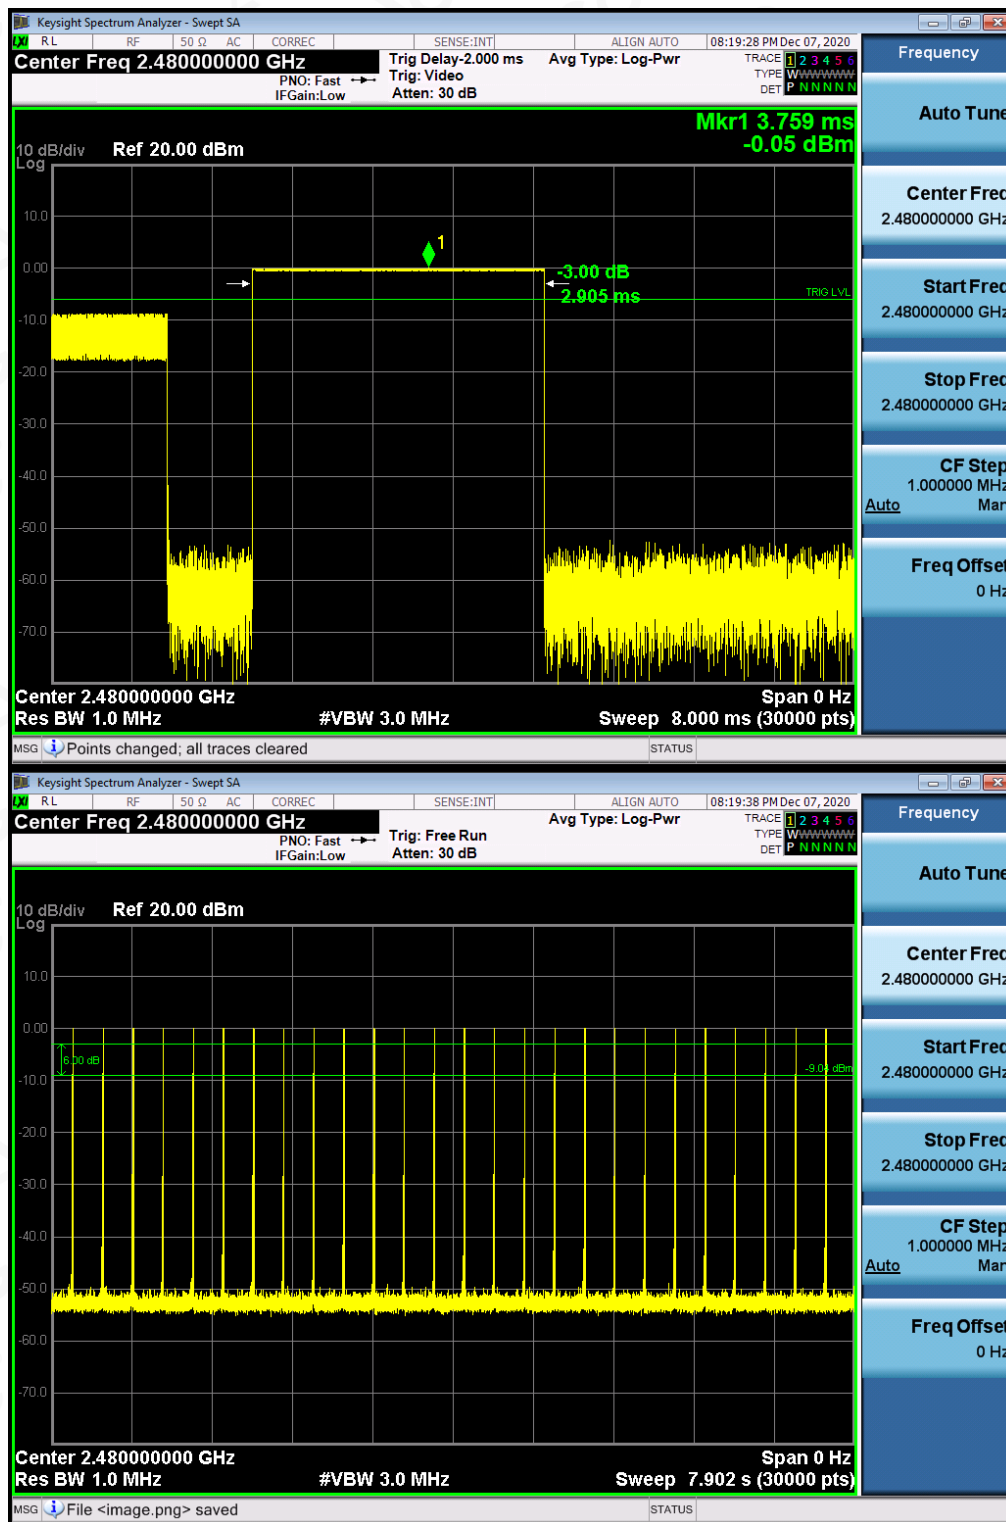 Keysight Spectrum Analyzer - Swept SA
LXI RL RF 50 Ω AC CORREC SENSE:INT ALIGN AUTO 08:19:28 PM Dec 07, 2020
Center Freq 2.480000000 GHz
PNO: Fast
IFGain:Low
Trig Delay-2.000 ms
Trig: Video
Atten: 30 dB
Avg Type: Log-Pwr
TRACE 1 2 3 4 5 6
TYPE WWWWWWW
DET P N N N N N
Mkr1 3.759 ms
-0.05 dBm
10 dB/div Ref 20.00 dBm
Log
10.0
0.00
-10.0
-20.0
-30.0
-40.0
-50.0
-60.0
-70.0
1
-3.00 dB
2.905 ms
TRIG LVL
Center 2.480000000 GHz Span 0 Hz
Res BW 1.0 MHz #VBW 3.0 MHz Sweep 8.000 ms (30000 pts)
MSG Points changed; all traces cleared STATUS
Frequency
Auto Tune
Center Freq
2.480000000 GHz
Start Freq
2.480000000 GHz
Stop Freq
2.480000000 GHz
CF Step
1.000000 MHz
Auto Man
Freq Offset
0 Hz
Keysight Spectrum Analyzer - Swept SA
LXI RL RF 50 Ω AC CORREC SENSE:INT ALIGN AUTO 08:19:38 PM Dec 07, 2020
Center Freq 2.480000000 GHz
PNO: Fast
IFGain:Low
Trig: Free Run
Atten: 30 dB
Avg Type: Log-Pwr
TRACE 1 2 3 4 5 6
TYPE WWWWWWW
DET P N N N N N
10 dB/div Ref 20.00 dBm
Log
10.0
0.00
-10.0
-20.0
-30.0
-40.0
-50.0
-60.0
-70.0
6.00 dB
-9.04 dBm
Center 2.480000000 GHz Span 0 Hz
Res BW 1.0 MHz #VBW 3.0 MHz Sweep 7.902 s (30000 pts)
MSG File <image.png> saved STATUS
Frequency
Auto Tune
Center Freq
2.480000000 GHz
Start Freq
2.480000000 GHz
Stop Freq
2.480000000 GHz
CF Step
1.000000 MHz
Auto Man
Freq Offset
0 Hz